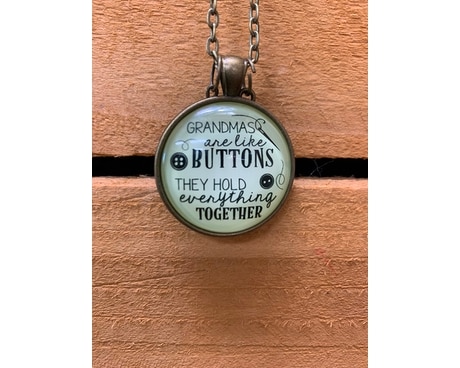 GRANDMAS
are like
BUTTONS
THEY HOLD
everything
TOGETHER